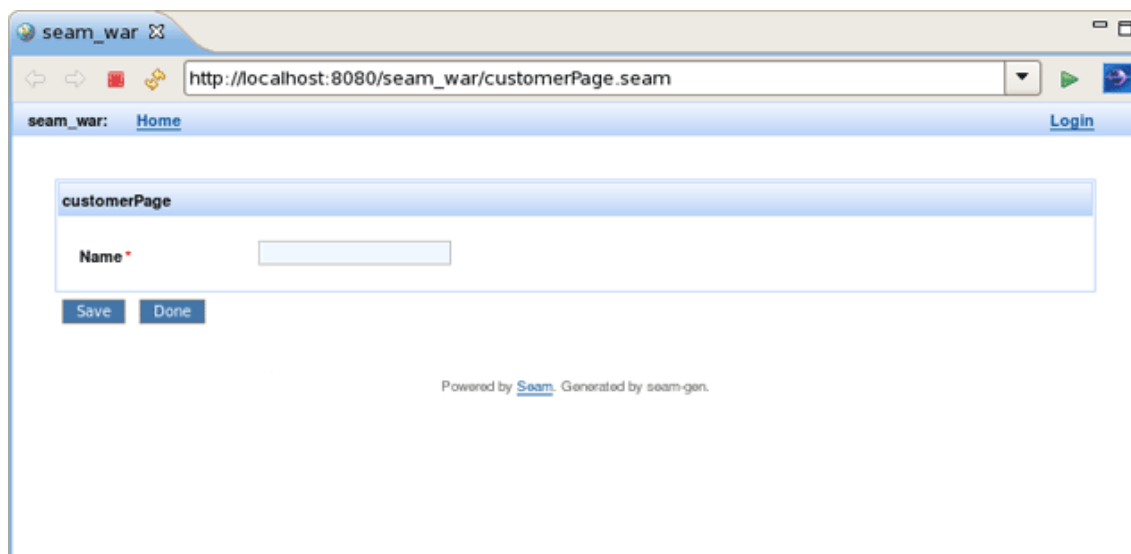 seam_war
http://localhost:8080/seam_war/customerPage.seam
seam_war: Home Login
customerPage
Name*
Save Done
Powered by Seam. Generated by seam-gen.